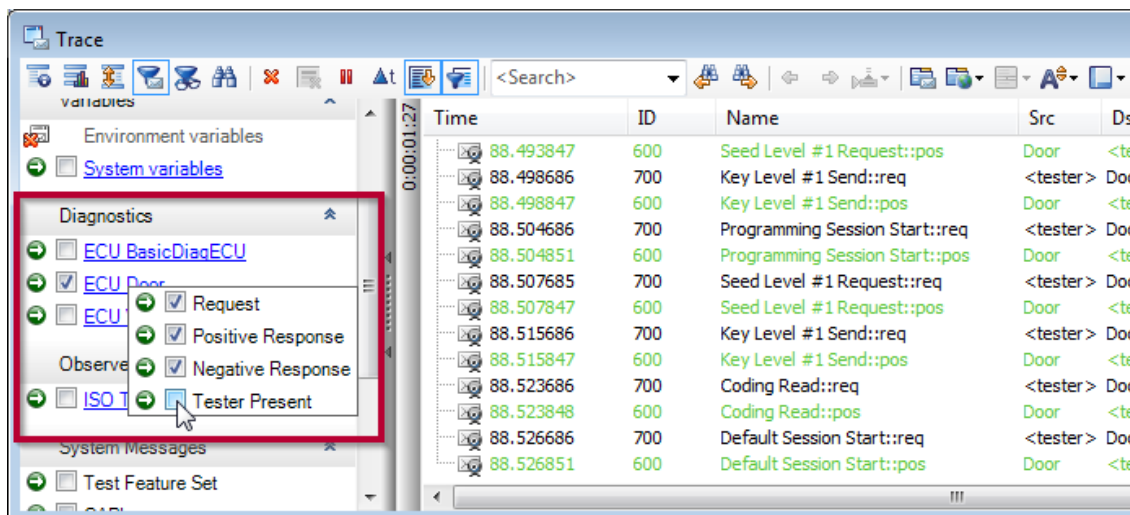 Trace
At <Search>
Variables
Environment variables
System variables
Diagnostics
ECU BasicDiagECU
ECU Door
ECU
Request
Positive Response
Negative Response
Tester Present
Observe
ISO T
System Messages
Test Feature Set
0:00:01:27
Time ID Name Src Ds
88.493847 600 Seed Level #1 Request::pos Door <te
88.498686 700 Key Level #1 Send::req <tester> Doo
88.498847 600 Key Level #1 Send::pos Door <te
88.504686 700 Programming Session Start::req <tester> Doo
88.504851 600 Programming Session Start::pos Door <te
88.507685 700 Seed Level #1 Request::req <tester> Doo
88.507847 600 Seed Level #1 Request::pos Door <te
88.515686 700 Key Level #1 Send::req <tester> Doo
88.515847 600 Key Level #1 Send::pos Door <te
88.523686 700 Coding Read::req <tester> Doo
88.523848 600 Coding Read::pos Door <te
88.526686 700 Default Session Start::req <tester> Doo
88.526851 600 Default Session Start::pos Door <te